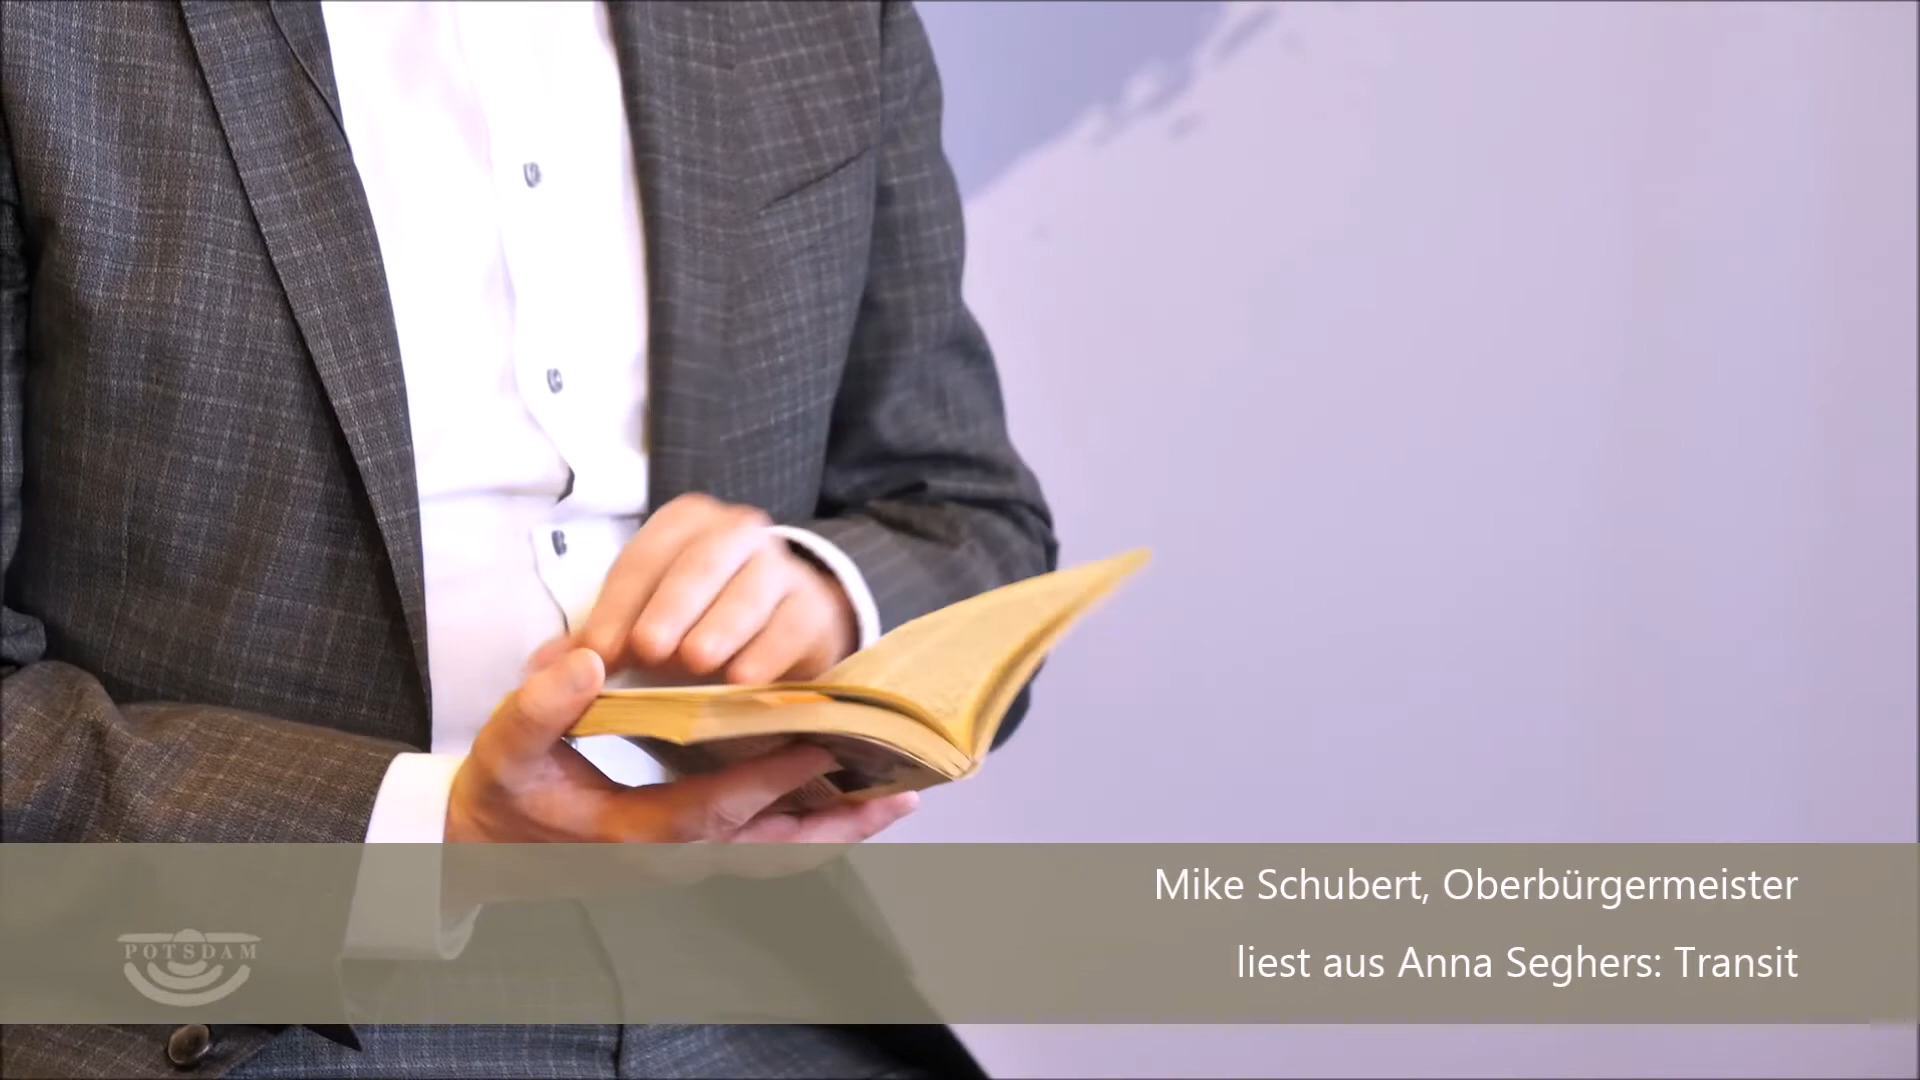 Mike Schubert, Oberbürgermeister
liest aus Anna Seghers: Transit
POTSDAM